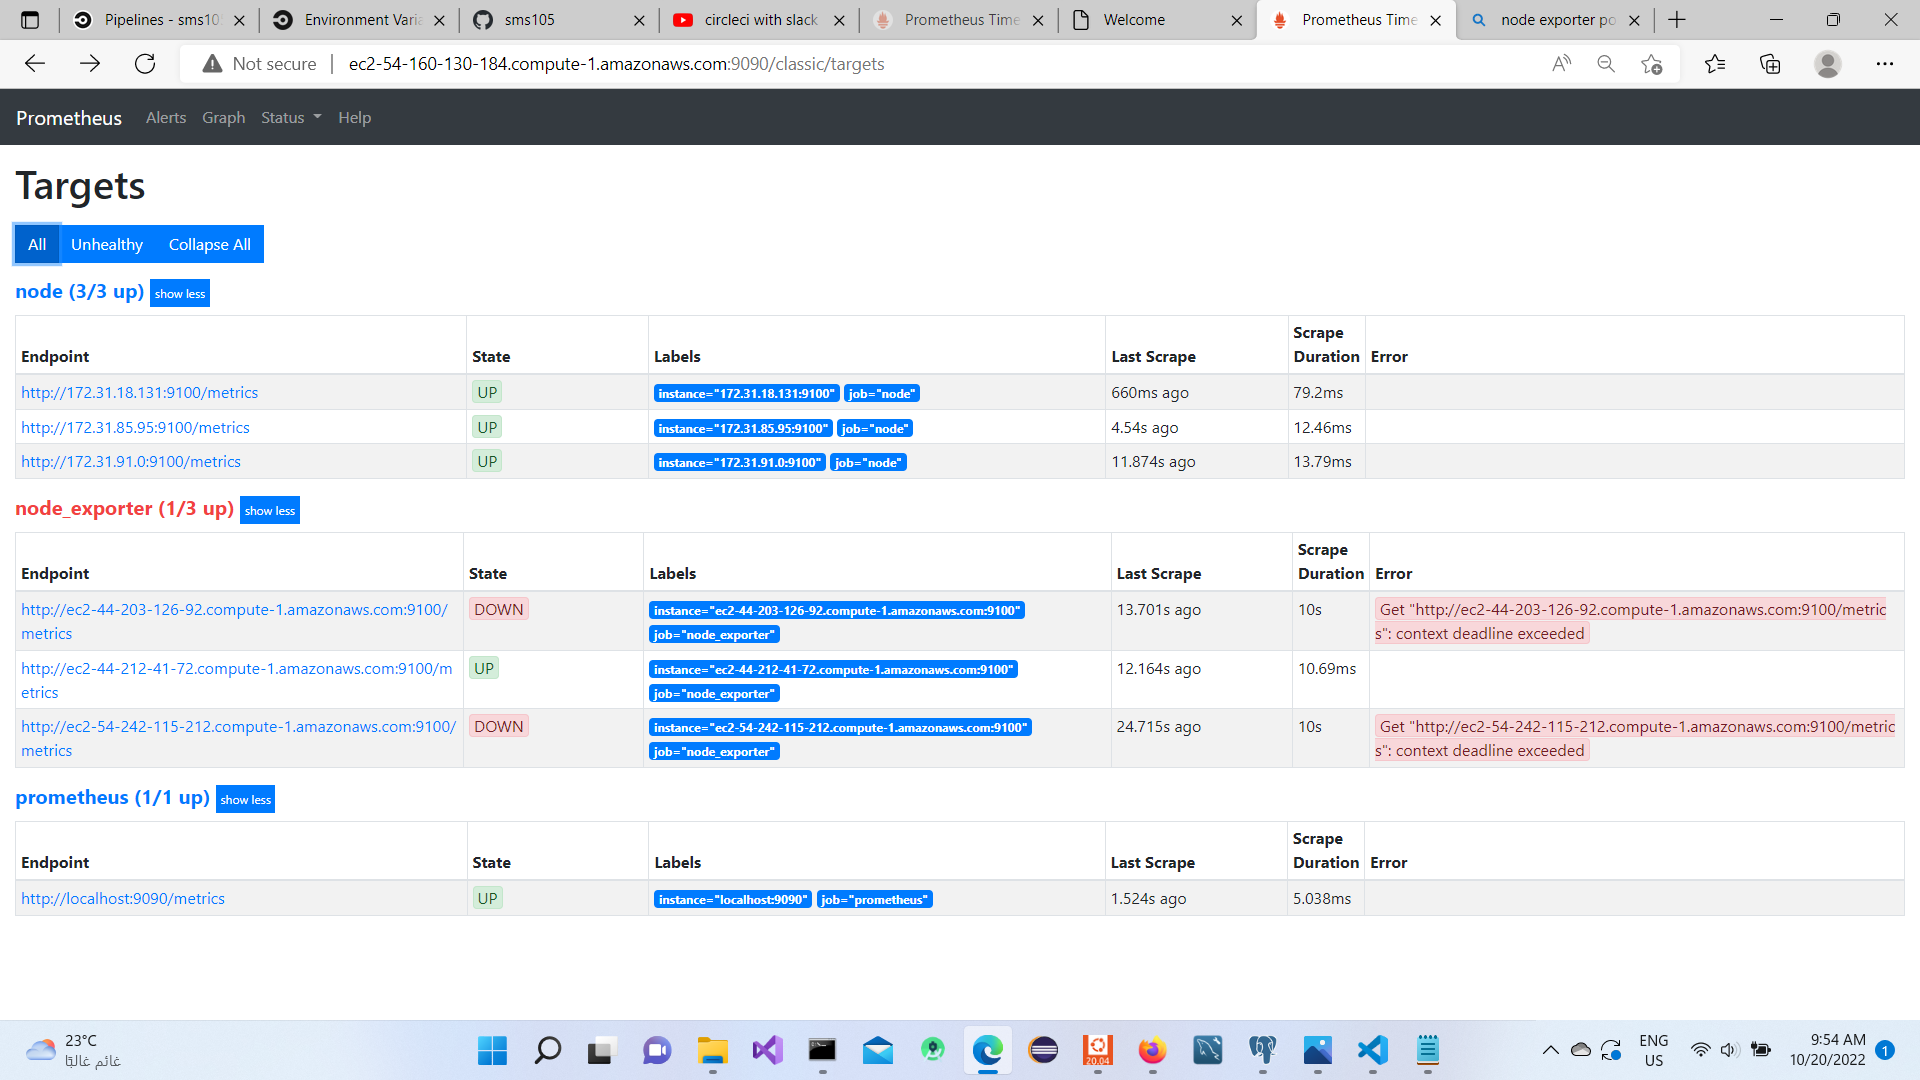 Pipelines - sms10
Environment Varia
sms105
circleci with slack
Prometheus Time
Welcome
Prometheus Time
node exporter po
Not secure
ec2-54-160-130-184.compute-1.amazonaws.com:9090/classic/targets
Prometheus Alerts Graph Status Help
Targets
All Unhealthy Collapse All
node (3/3 up) show less
Endpoint State Labels Last Scrape Scrape Duration Error
http://172.31.18.131:9100/metrics UP instance="172.31.18.131:9100" job="node" 660ms ago 79.2ms
http://172.31.85.95:9100/metrics UP instance="172.31.85.95:9100" job="node" 4.54s ago 12.46ms
http://172.31.91.0:9100/metrics UP instance="172.31.91.0:9100" job="node" 11.874s ago 13.79ms
node_exporter (1/3 up) show less
Endpoint State Labels Last Scrape Scrape Duration Error
http://ec2-44-203-126-92.compute-1.amazonaws.com:9100/
metrics
DOWN
instance="ec2-44-203-126-92.compute-1.amazonaws.com:9100"
job="node_exporter"
13.701s ago
10s
Get "http://ec2-44-203-126-92.compute-1.amazonaws.com:9100/metric
s": context deadline exceeded
http://ec2-44-212-41-72.compute-1.amazonaws.com:9100/m
etrics
UP
instance="ec2-44-212-41-72.compute-1.amazonaws.com:9100"
job="node_exporter"
12.164s ago
10.69ms
http://ec2-54-242-115-212.compute-1.amazonaws.com:9100/
metrics
DOWN
instance="ec2-54-242-115-212.compute-1.amazonaws.com:9100"
job="node_exporter"
24.715s ago
10s
Get "http://ec2-54-242-115-212.compute-1.amazonaws.com:9100/metric
s": context deadline exceeded
prometheus (1/1 up) show less
Endpoint State Labels Last Scrape Scrape Duration Error
http://localhost:9090/metrics UP instance="localhost:9090" job="prometheus" 1.524s ago 5.038ms
23°C
غائم غالبًا
20.04
ENG
US
9:54 AM
10/20/2022
1